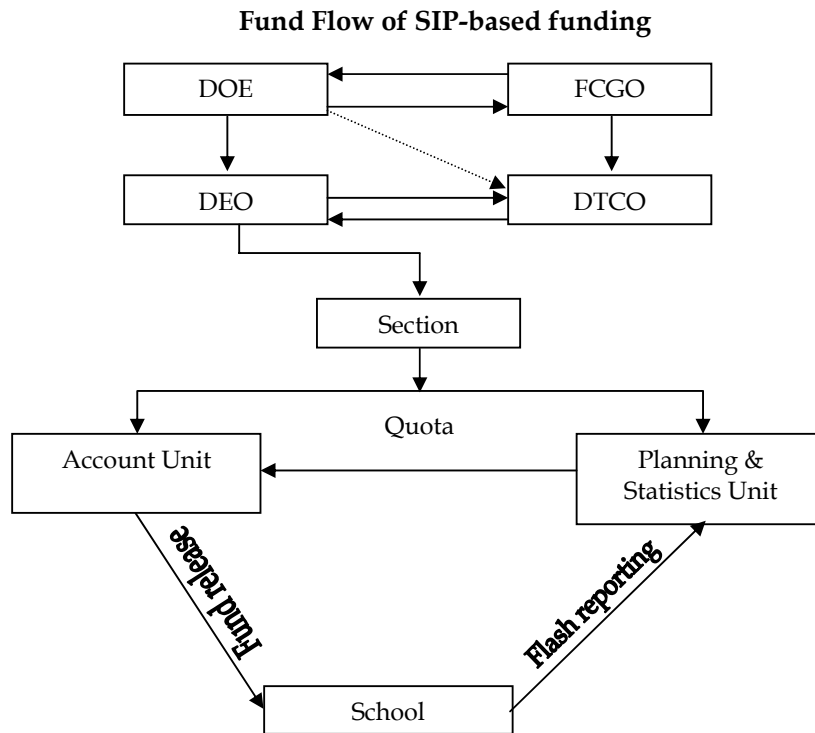 Fund Flow of SIP-based funding
DOE
FCGO
DEO
DTCO
Section
Quota
Account Unit
Planning &
Statistics Unit
Fund release
Flash reporting
School